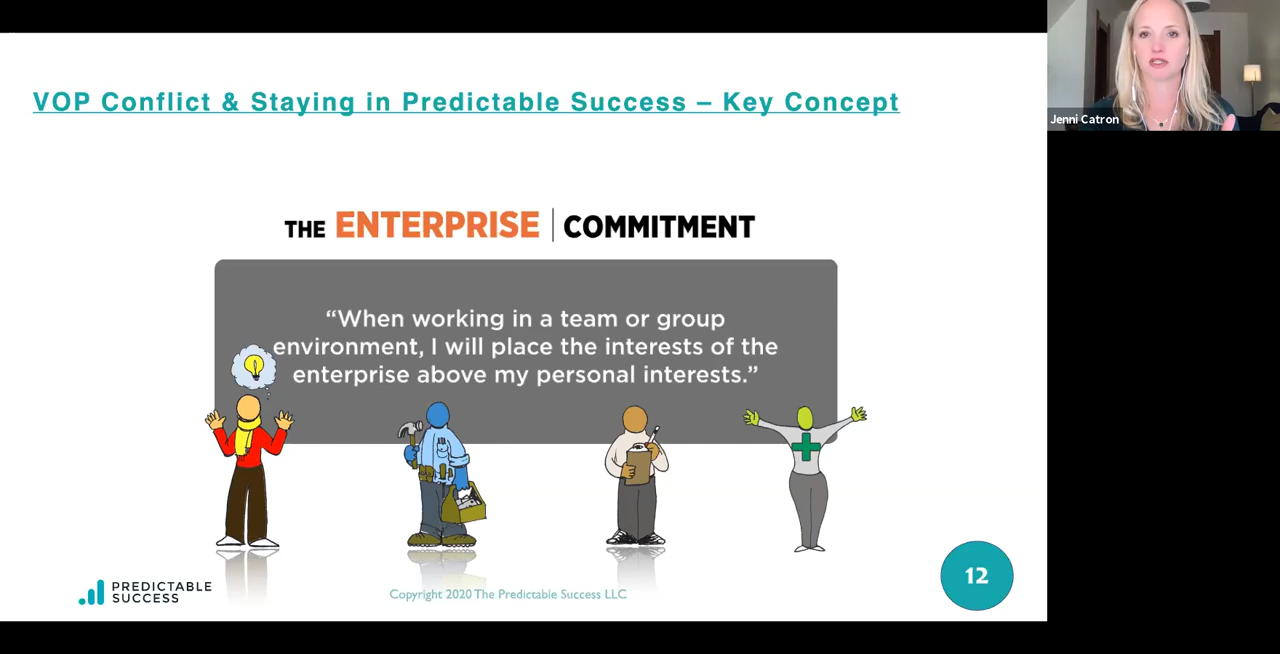 VOP Conflict & Staying in Predictable Success – Key Concept
Jenni Catron
THE ENTERPRISE | COMMITMENT
“When working in a team or group
environment, I will place the interests of the
enterprise above my personal interests.”
PREDICTABLE
SUCCESS
Copyright 2020 The Predictable Success LLC
12